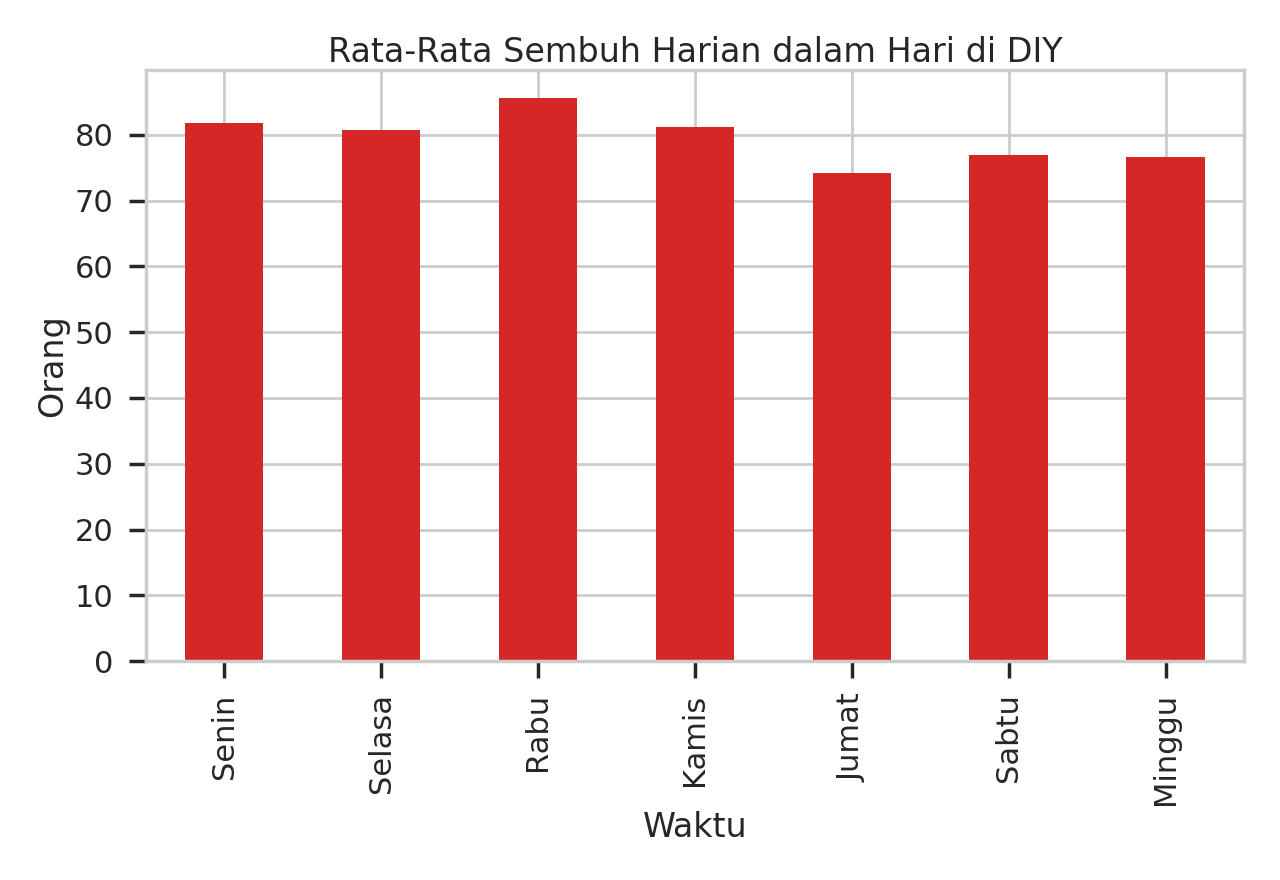 Rata-Rata Sembuh Harian dalam Hari di DIY
Orang
80
70
60
50
40
30
20
10
0
Senin
Selasa
Rabu
Kamis
Jumat
Sabtu
Minggu
Waktu